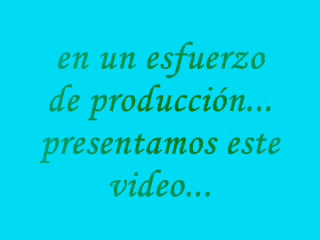 en un esfuerzo
de producción...
presentamos este
video...